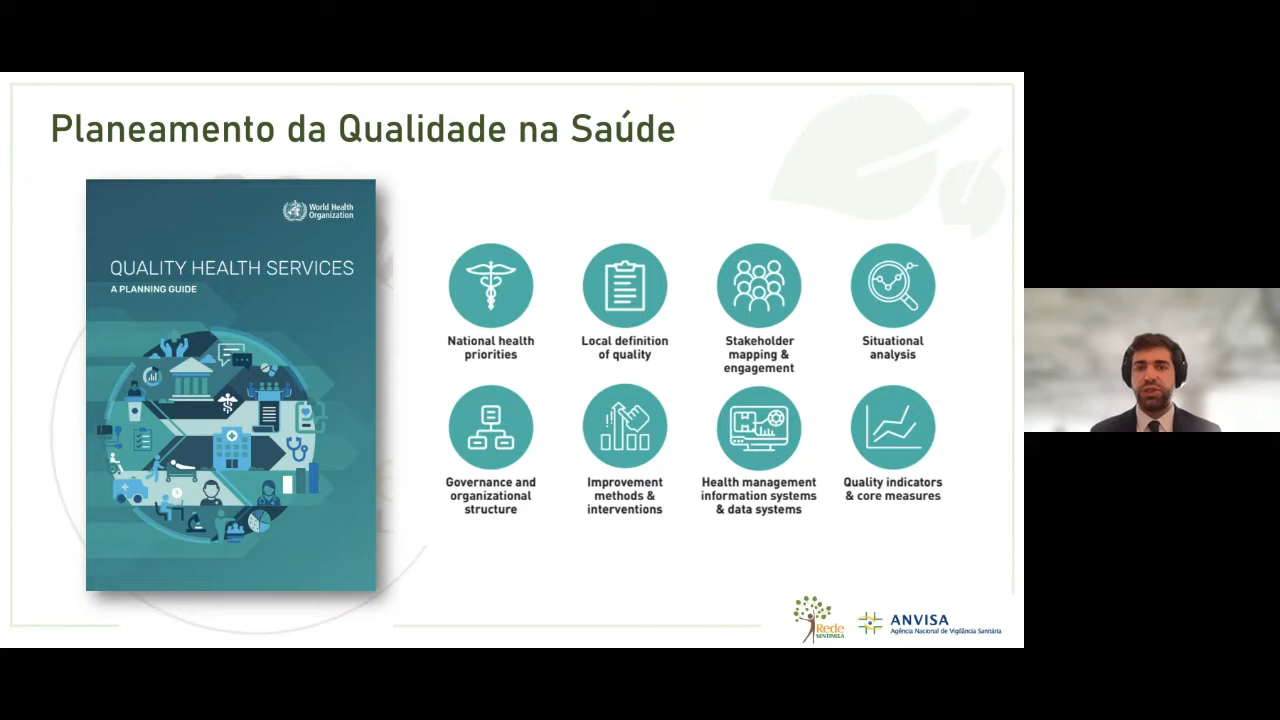 Planeamento da Qualidade na Saúde
World Health
Organization
QUALITY HEALTH SERVICES
A PLANNING GUIDE
National health
priorities
Local definition
of quality
Stakeholder
mapping &
engagement
Situational
analysis
Governance and
organizational
structure
Improvement
methods &
interventions
Health management
information systems
& data systems
Quality indicators
& core measures
Rede
SENTINELA
ANVISA
Agência Nacional de Vigilância Sanitária